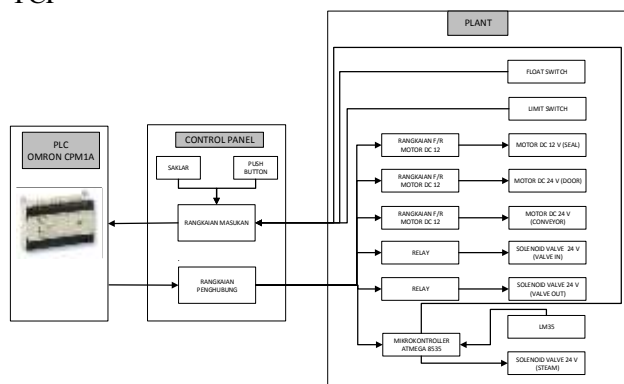 PLANT
FLOAT SWITCH
LIMIT SWITCH
PLC
OMRON CPM1A
CONTROL PANEL
SAKLAR
PUSH
BUTTON
RANGKAIAN MASUKAN
RANGKAIAN
PENGHUBUNG
RANGKAIAN F/R
MOTOR DC 12
MOTOR DC 12 V (SEAL)
RANGKAIAN F/R
MOTOR DC 12
MOTOR DC 24 V (DOOR)
RANGKAIAN F/R
MOTOR DC 12
MOTOR DC 24 V
(CONVEYOR)
RELAY
SOLENOID VALVE 24 V
(VALVE IN)
RELAY
SOLENOID VALVE 24 V
(VALVE OUT)
MIKROKONTROLLER
ATMEGA 8535
LM35
SOLENOID VALVE 24 V
(STEAM)